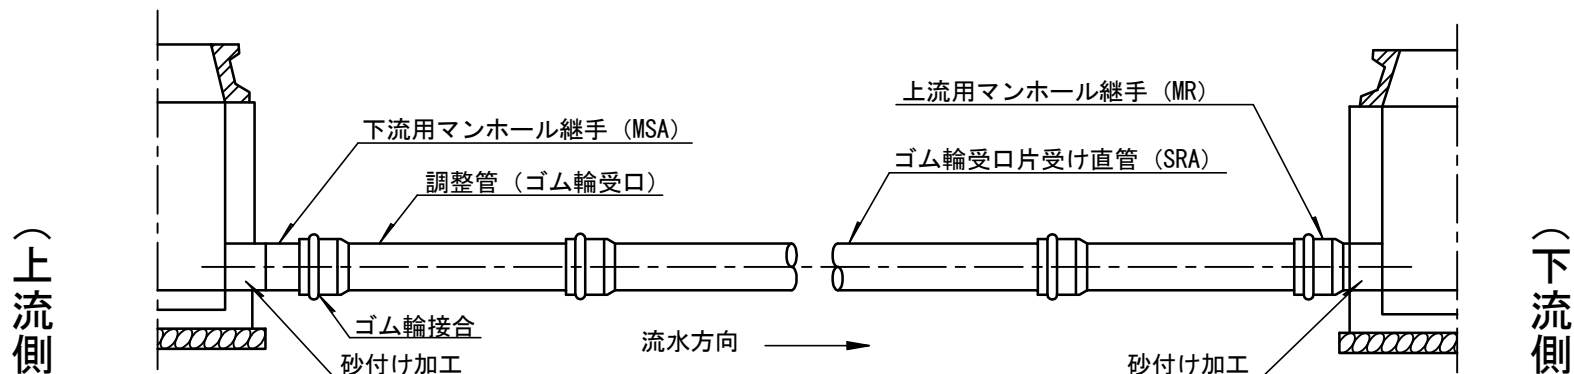 上流用マンホール継手（MR）
下流用マンホール継手（MSA）
ゴム輪受口片受け直管（SRA）
調整管（ゴム輪受口）
（上流側
（下流側
ゴム輪接合
流水方向
砂付け加工
砂付け加工